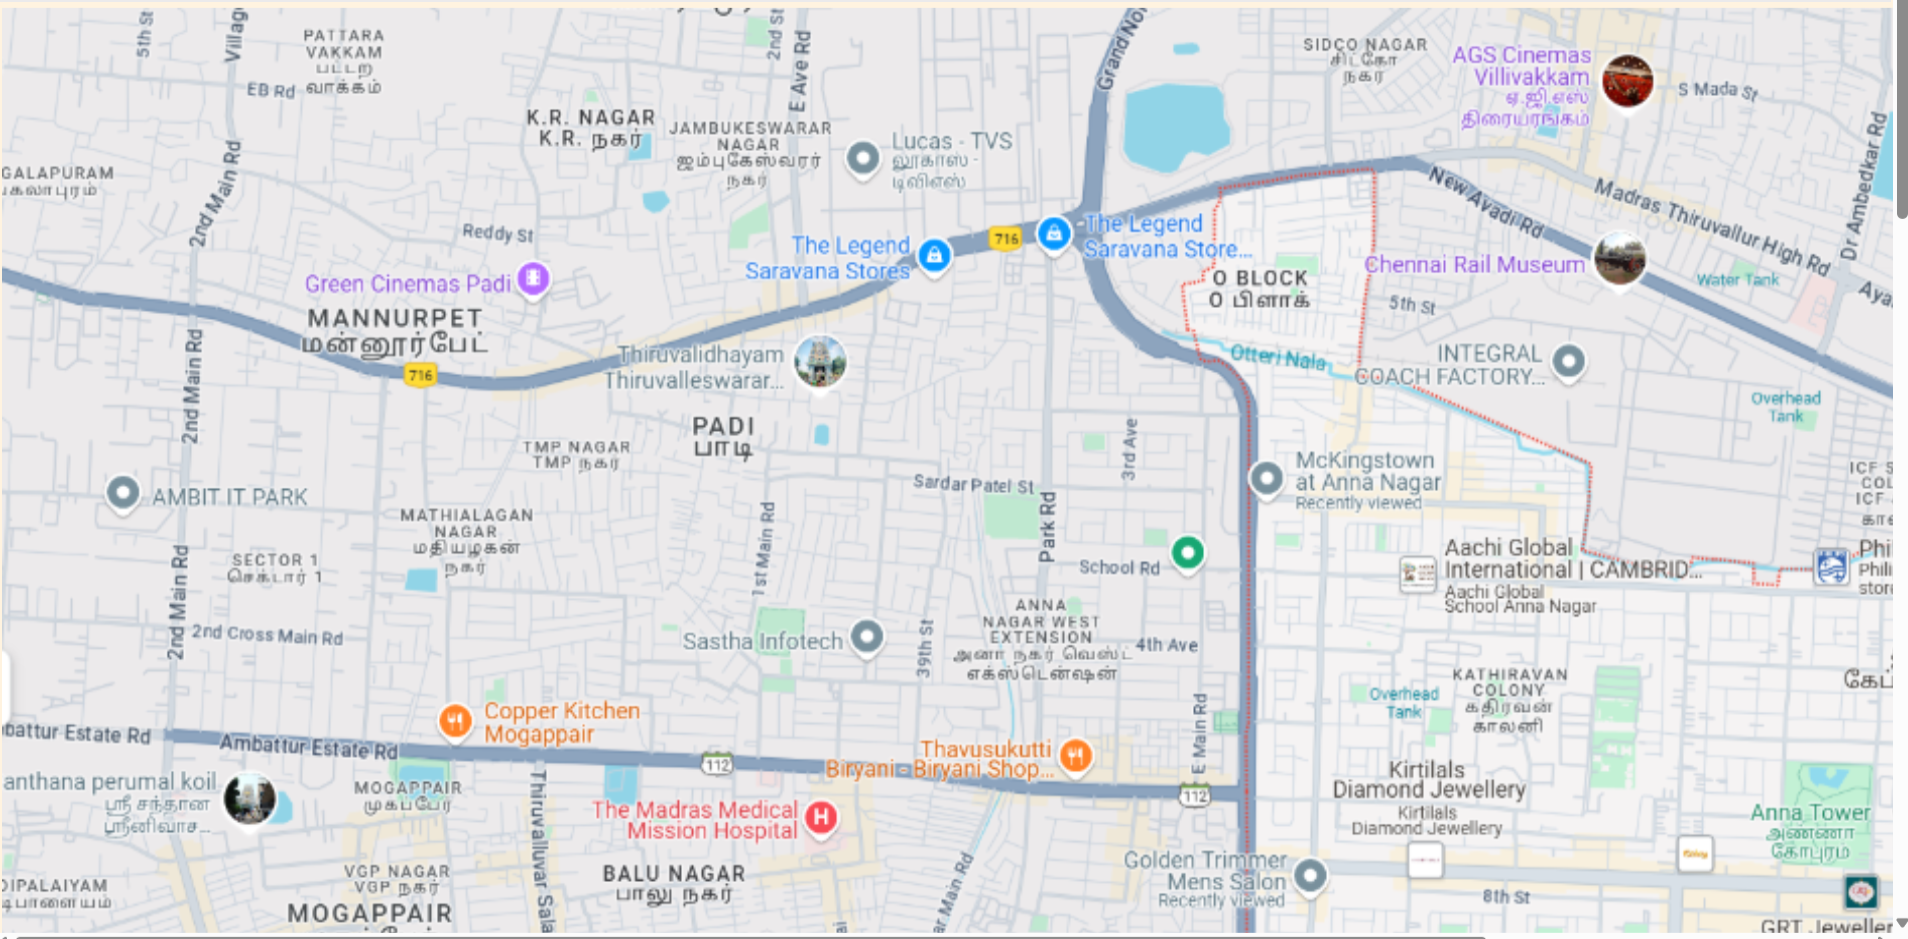 5th St
Villag
PATTARA
VAKKAM
பட்டற
வாக்கம்
EB Rd
2nd St
E Ave Rd
Grand No
SIDCO NAGAR
சிட்கோ
நகர்
AGS Cinemas
Villivakkam
ஏ.ஜி.எஸ்
திரையரங்கம்
S Mada St
K.R. NAGAR
K.R. நகர்
JAMBUKESWARAR
NAGAR
ஜம்புகேஸ்வரர்
நகர்
Lucas - TVS
லூகாஸ் -
டிவிஎஸ்
Dr Ambedkar Rd
GALAPURAM
2nd Main Rd
Reddy St
The Legend
Saravana Stores
716
The Legend
Saravana Store...
New Avadi Rd
Madras Thiruvallur High Rd
Chennai Rail Museum
Water Tank
Aya
Green Cinemas Padi
O BLOCK
O பிளாக்
5th St
MANNURPET
மன்னூர்பேட்
716
2nd Main Rd
Thiruvalidhayam
Thiruvalleswarar...
Otteri Nala
INTEGRAL
COACH FACTORY...
Overhead
Tank
PADI
பாடி
TMP NAGAR
TMP நகர்
3rd Ave
McKingstown
at Anna Nagar
Recently viewed
Sardar Patel St
AMBIT IT PARK
ICF S
COL
ICF
MATHIALAGAN
NAGAR
மதியழகன்
நகர்
1st Main Rd
Park Rd
SECTOR 1
செக்டார் 1
School Rd
Aachi Global
International | CAMBRID...
Aachi Global
School Anna Nagar
Phi
Phili
store
2nd Main Rd
2nd Cross Main Rd
Sastha Infotech
39th St
ANNA
NAGAR WEST
EXTENSION
அனா நகர் வெஸ்ட்
எக்ஸ்டென்ஷன்
4th Ave
KATHIRAVAN
COLONY
கதிரவன்
காலனி
Overhead
Tank
E Main Rd
Copper Kitchen
Mogappair
battur Estate Rd
Ambattur Estate Rd
112
Thavusukutti
Biryani - Biryani Shop...
112
Kirtilals
Diamond Jewellery
Kirtilals
Diamond Jewellery
anthana perumal koil
ஸ்ரீ சந்தான
ஸ்ரீனிவாச...
MOGAPPAIR
முகப்பேர்
Thiruvalluvar Sala
The Madras Medical
Mission Hospital
H
Anna Tower
அண்ணா
கோபுரம்
VGP NAGAR
VGP நகர்
BALU NAGAR
பாலு நகர்
ar Main Rd
Golden Trimmer
Mens Salon
Recently viewed
8th St
DIPALAIYAM
MOGAPPAIR
GRT Jeweller